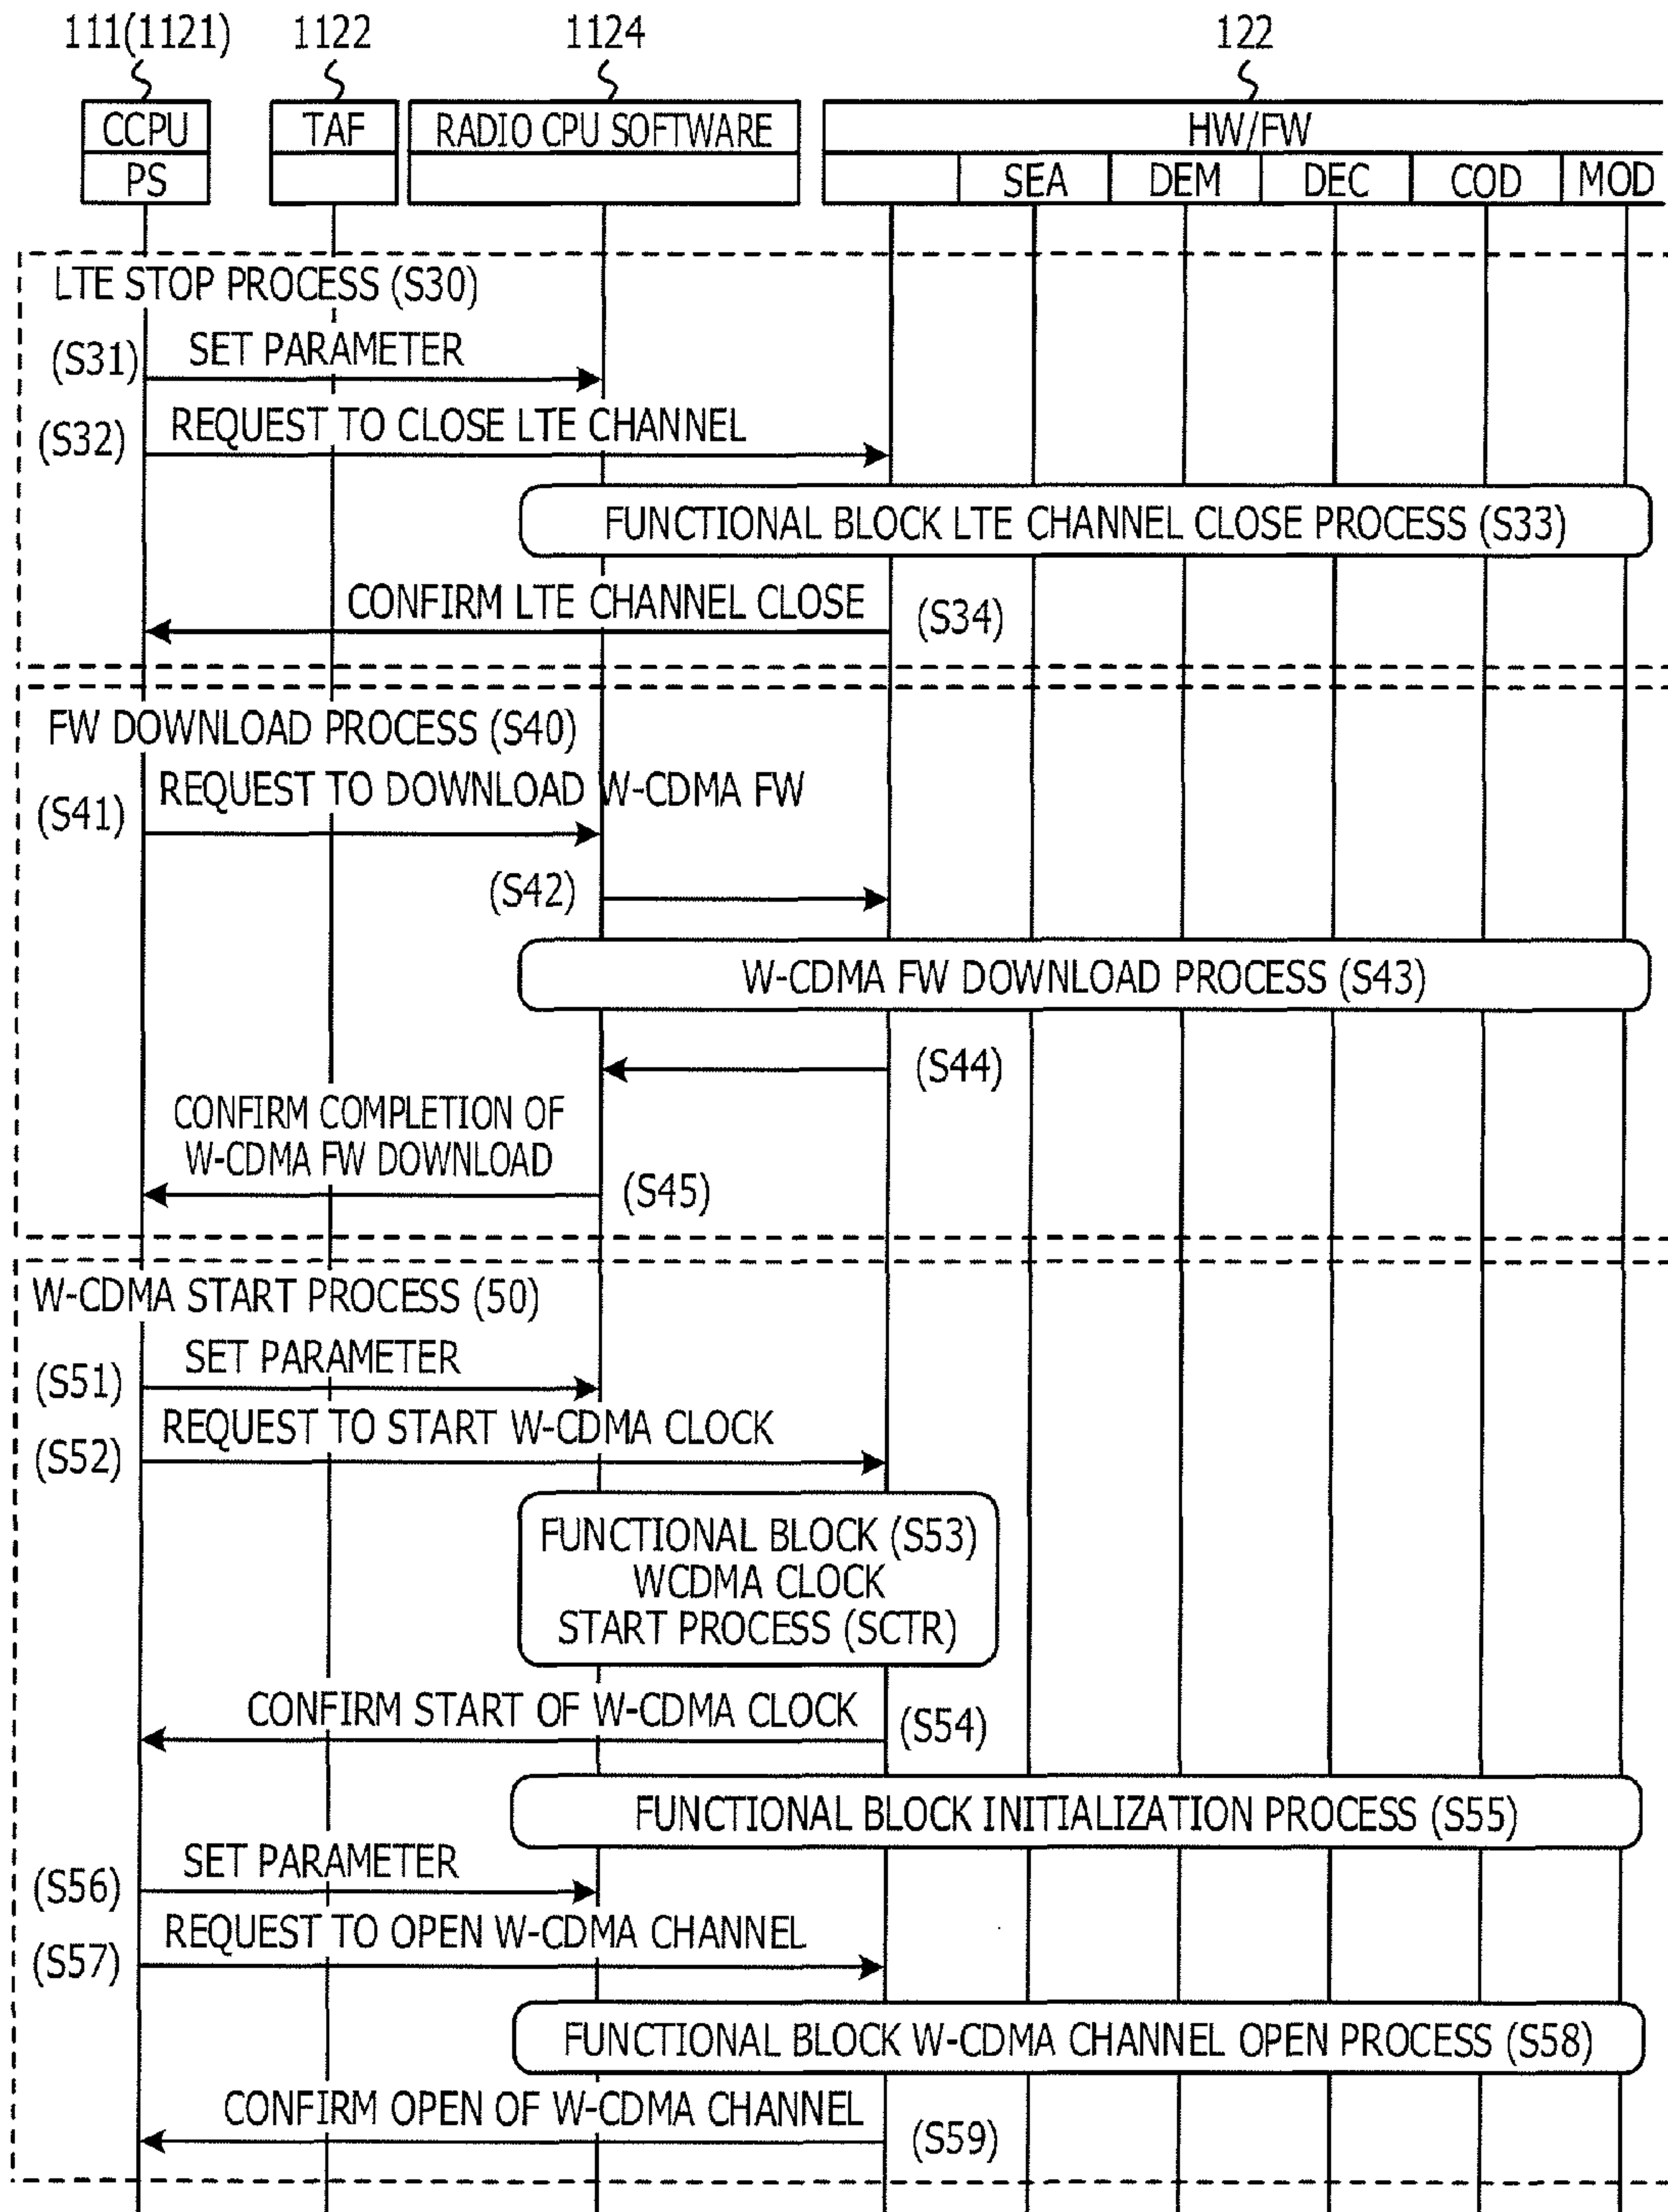 111(1121) 1122 1124 122
CCPU TAF RADIO CPU SOFTWARE HW/FW
PS SEA DEM DEC COD MOD
LTE STOP PROCESS (S30)
(S31) SET PARAMETER
(S32) REQUEST TO CLOSE LTE CHANNEL
FUNCTIONAL BLOCK LTE CHANNEL CLOSE PROCESS (S33)
CONFIRM LTE CHANNEL CLOSE (S34)
FW DOWNLOAD PROCESS (S40)
(S41) REQUEST TO DOWNLOAD W-CDMA FW
(S42)
W-CDMA FW DOWNLOAD PROCESS (S43)
(S44)
CONFIRM COMPLETION OF
W-CDMA FW DOWNLOAD
(S45)
W-CDMA START PROCESS (50)
(S51) SET PARAMETER
(S52) REQUEST TO START W-CDMA CLOCK
FUNCTIONAL BLOCK (S53)
WCDMA CLOCK
START PROCESS (SCTR)
CONFIRM START OF W-CDMA CLOCK (S54)
FUNCTIONAL BLOCK INITIALIZATION PROCESS (S55)
(S56) SET PARAMETER
(S57) REQUEST TO OPEN W-CDMA CHANNEL
FUNCTIONAL BLOCK W-CDMA CHANNEL OPEN PROCESS (S58)
CONFIRM OPEN OF W-CDMA CHANNEL (S59)